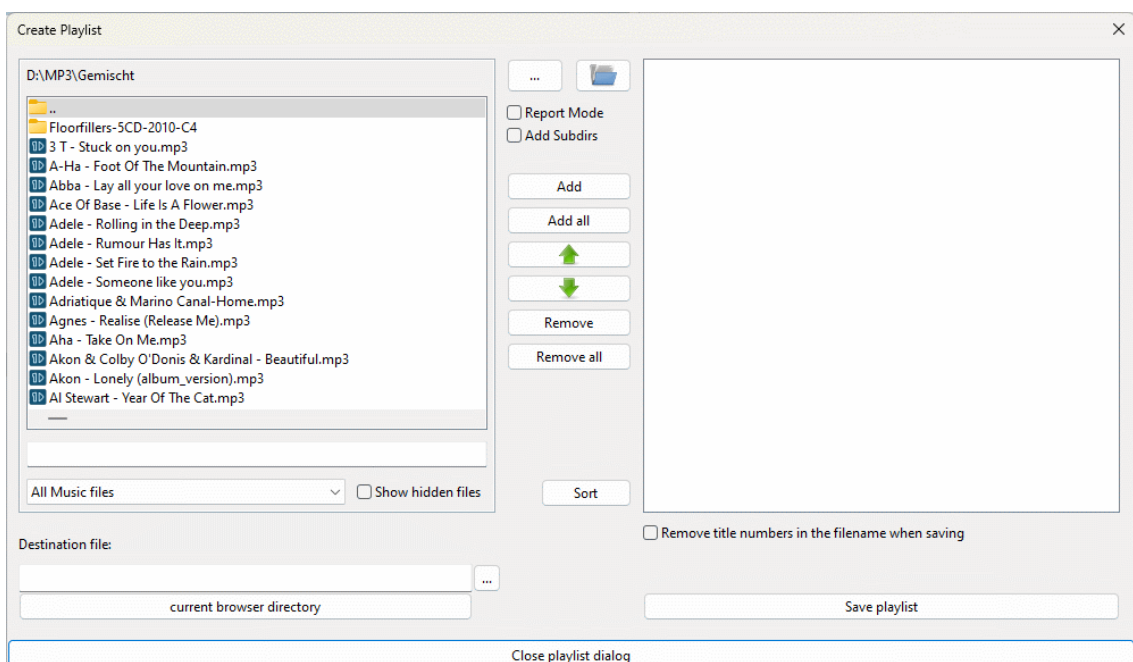 Create Playlist
D:\MP3\Gemischt
..
Floorfillers-5CD-2010-C4
3 T - Stuck on you.mp3
A-Ha - Foot Of The Mountain.mp3
Abba - Lay all your love on me.mp3
Ace Of Base - Life Is A Flower.mp3
Adele - Rolling in the Deep.mp3
Adele - Rumour Has It.mp3
Adele - Set Fire to the Rain.mp3
Adele - Someone like you.mp3
Adriatique & Marino Canal-Home.mp3
Agnes - Realise (Release Me).mp3
Aha - Take On Me.mp3
Akon & Colby O'Donis & Kardinal - Beautiful.mp3
Akon - Lonely (album_version).mp3
Al Stewart - Year Of The Cat.mp3
All Music files
Show hidden files
...
Report Mode
Add Subdirs
Add
Add all
Remove
Remove all
Sort
Remove title numbers in the filename when saving
Destination file:
...
current browser directory
Save playlist
Close playlist dialog